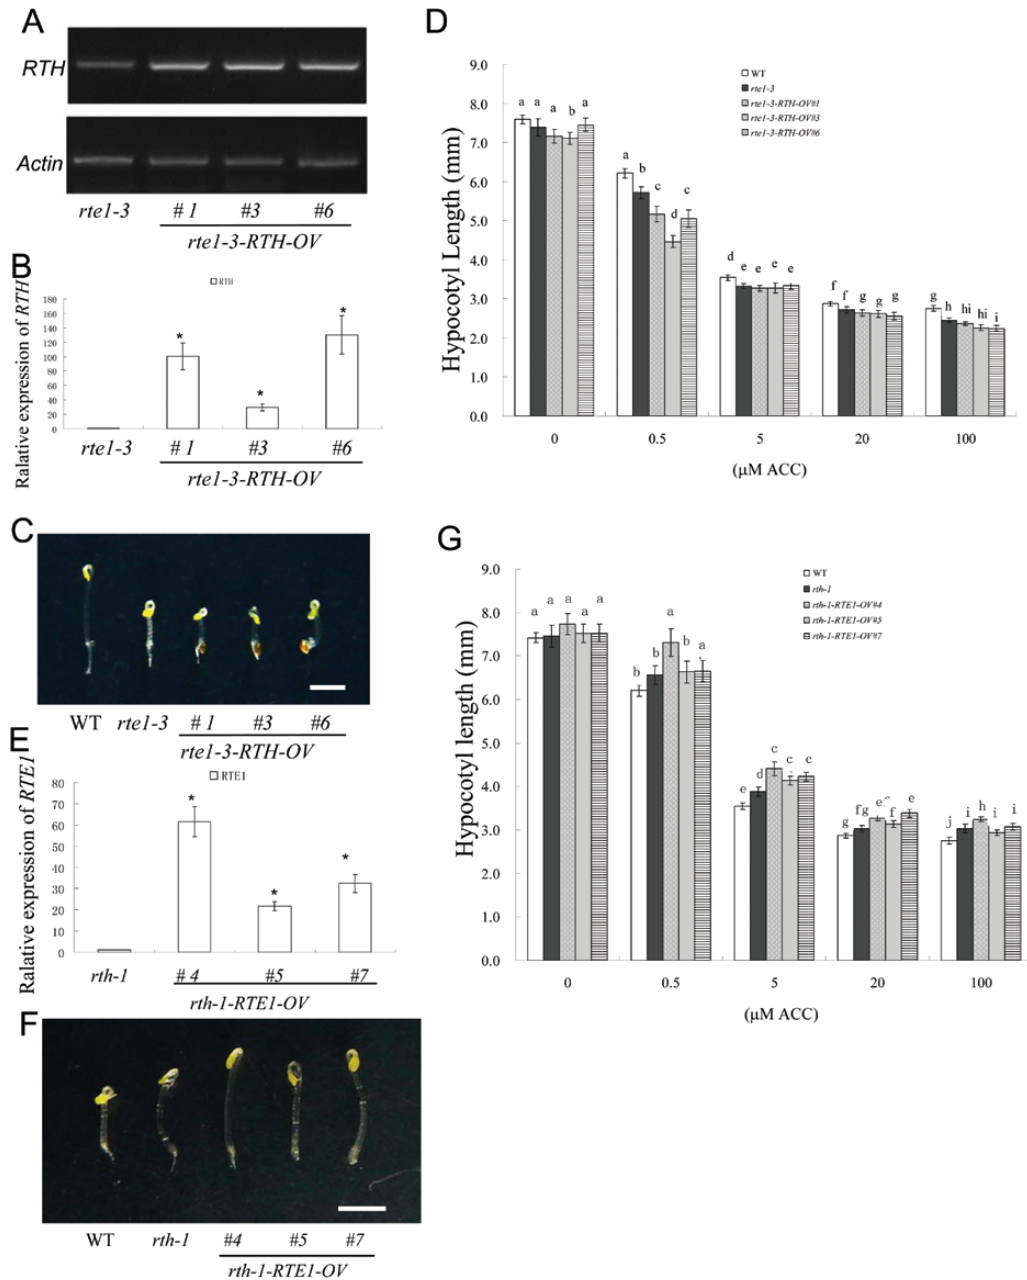 A
RTH
Actin
rte1-3 # 1 #3 #6
rte1-3-RTH-OV
B
Ralative expression of RTH
RTH
180
160
140
120
100
80
60
40
20
0
* * *
rte1-3 # 1 #3 #6
rte1-3-RTH-OV
C
WT rte1-3 # 1 #3 #6
rte1-3-RTH-OV
D
Hypocotyl Length (mm)
9.0
8.0
7.0
6.0
5.0
4.0
3.0
2.0
1.0
0.0
WT
rte1-3
rte1-3-RTH-OV#1
rte1-3-RTH-OV#3
rte1-3-RTH-OV#6
a a a b a
a b c d c
d e e e e
f f g g g
g h hi hi i
0 0.5 5 20 100
(μM ACC)
E
Ralative expression of RTE1
RTE1
80
70
60
50
40
30
20
10
0
* * *
rth-1 # 4 #5 #7
rth-1-RTE1-OV
F
WT rth-1 #4 #5 #7
rth-1-RTE1-OV
G
Hypocotyl length (mm)
9.0
8.0
7.0
6.0
5.0
4.0
3.0
2.0
1.0
0.0
WT
rth-1
rth-1-RTE1-OV#4
rth-1-RTE1-OV#5
rth-1-RTE1-OV#7
a a a a a
b b a b a
e d c c c
g fg f e
j i h i i
0 0.5 5 20 100
(μM ACC)